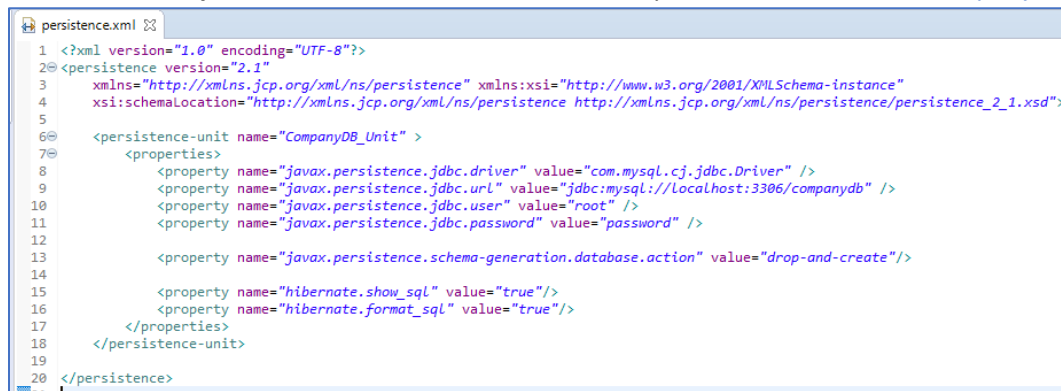 persistence.xml
1 <?xml version="1.0" encoding="UTF-8"?>
2 <persistence version="2.1"
3 xmlns="http://xmlns.jcp.org/xml/ns/persistence" xmlns:xsi="http://www.w3.org/2001/XMLSchema-instance"
4 xsi:schemaLocation="http://xmlns.jcp.org/xml/ns/persistence http://xmlns.jcp.org/xml/ns/persistence/persistence_2_1.xsd">
5
6 <persistence-unit name="CompanyDB_Unit" >
7 <properties>
8 <property name="javax.persistence.jdbc.driver" value="com.mysql.cj.jdbc.Driver" />
9 <property name="javax.persistence.jdbc.url" value="jdbc:mysql://localhost:3306/companydb" />
10 <property name="javax.persistence.jdbc.user" value="root" />
11 <property name="javax.persistence.jdbc.password" value="password" />
12
13 <property name="javax.persistence.schema-generation.database.action" value="drop-and-create"/>
14
15 <property name="hibernate.show_sql" value="true"/>
16 <property name="hibernate.format_sql" value="true"/>
17 </properties>
18 </persistence-unit>
19
20 </persistence>